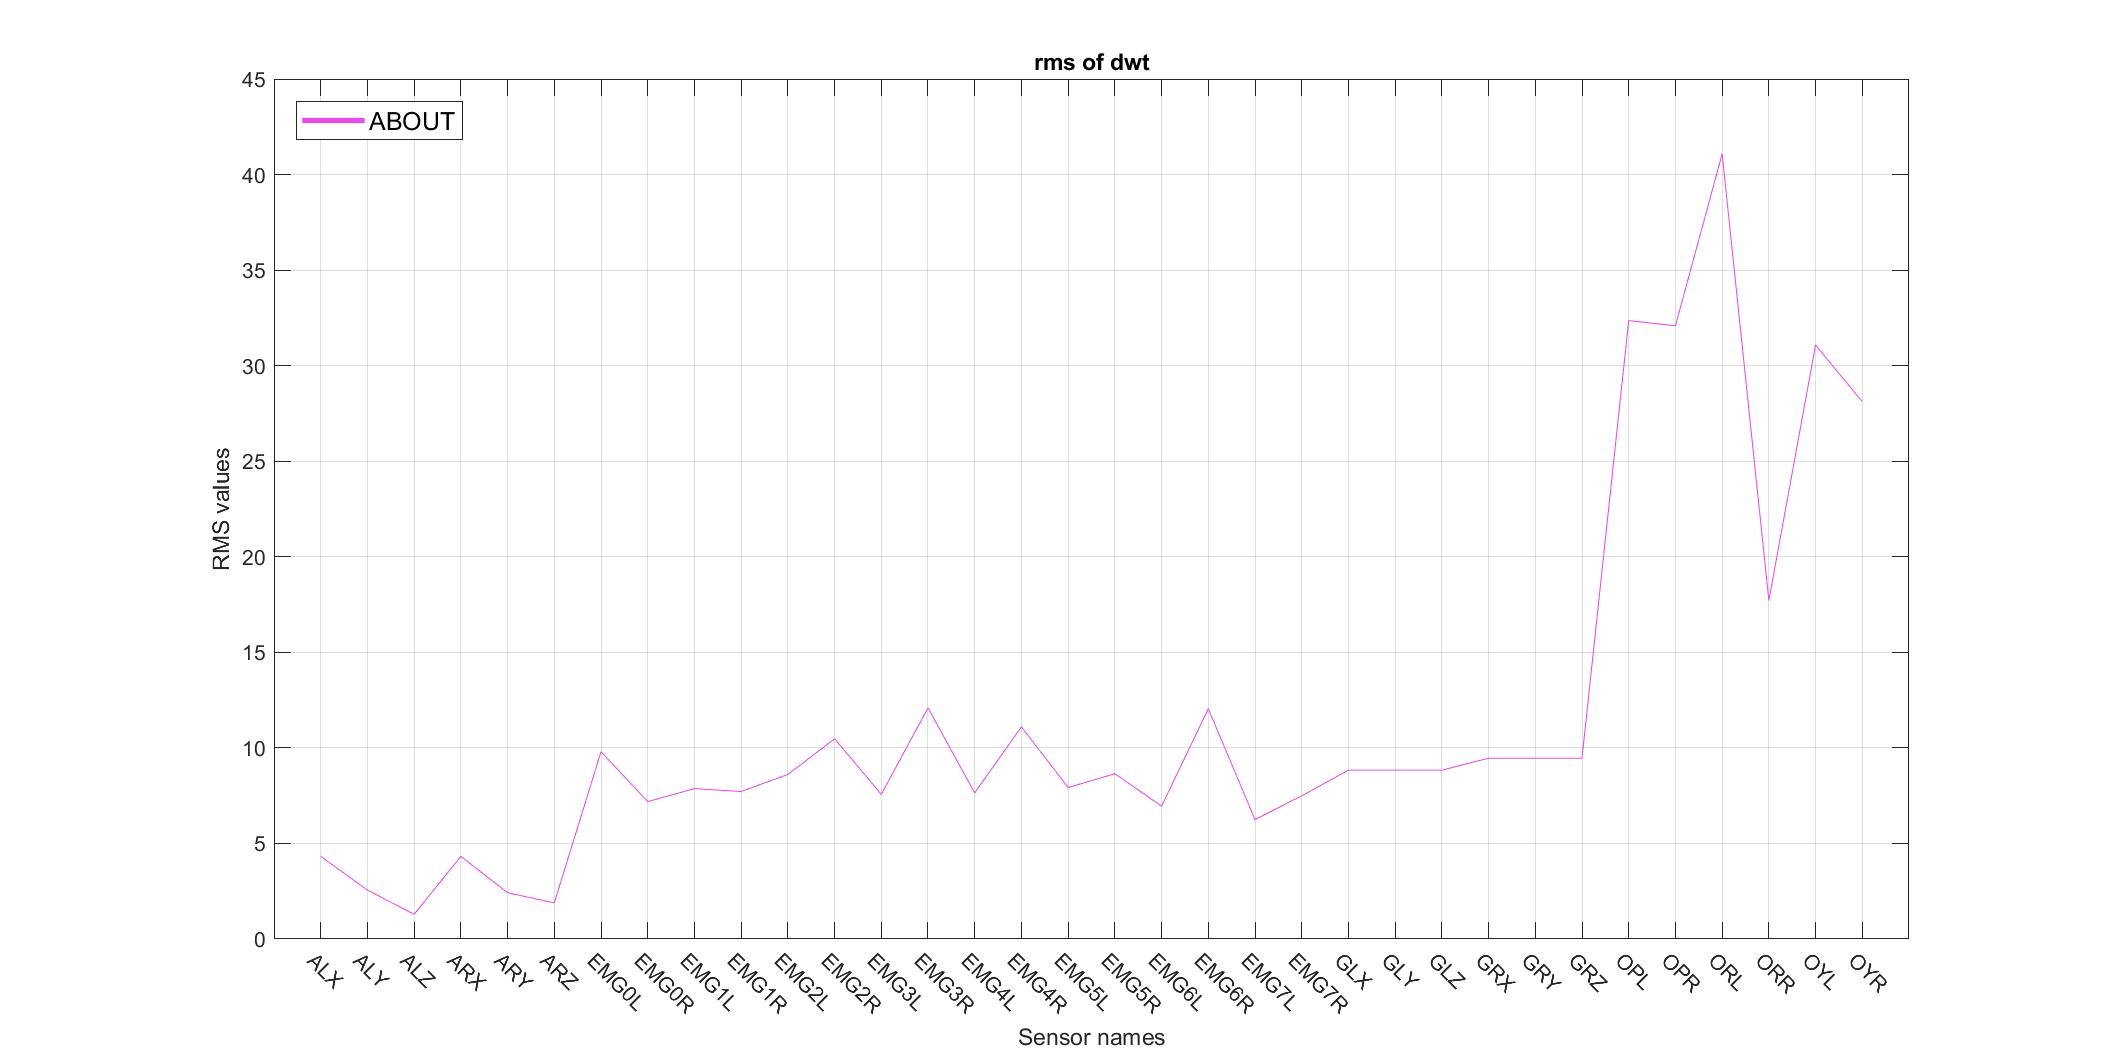 rms of dwt
ABOUT
45
40
35
30
25
20
15
10
5
0
RMS values
ALX
ALY
ALZ
ARX
ARY
ARZ
EMG0L
EMG0R
EMG1L
EMG1R
EMG2L
EMG2R
EMG3L
EMG3R
EMG4L
EMG4R
EMG5L
EMG5R
EMG6L
EMG6R
EMG7L
EMG7R
GLX
GLY
GLZ
GRX
GRY
GRZ
OPL
OPR
ORL
ORR
OYL
OYR
Sensor names